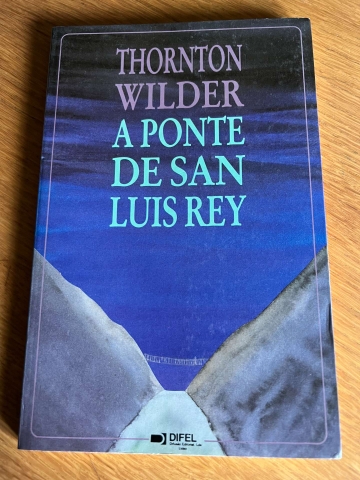 THORNTON
WILDER
A PONTE
DE SAN
LUIS REY
DIFEL